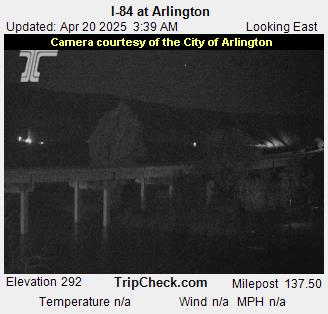 I-84 at Arlington
Updated: Apr 20 2025 3:39 AM Looking East
Camera courtesy of the City of Arlington
Elevation 292 TripCheck.com Milepost 137.50
Temperature n/a Wind n/a MPH n/a